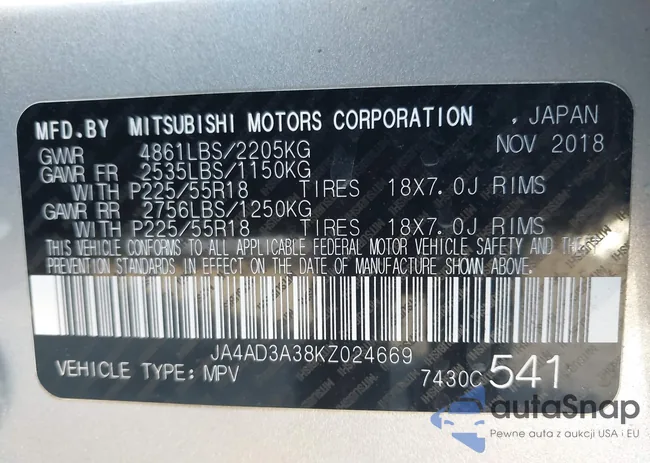 MFD.BY MITSUBISHI MOTORS CORPORATION , JAPAN
GVWR 4861LBS/2205KG NOV 2018
GAWR FR 2535LBS/1150KG
WITH P225/55R18 TIRES 18X7.0J RIMS
GAWR RR 2756LBS/1250KG
WITH P225/55R18 TIRES 18X7.0J RIMS
THIS VEHICLE CONFORMS TO ALL APPLICABLE FEDERAL MOTOR VEHICLE SAFETY AND THEFT
PREVENTION STANDARDS IN EFFECT ON THE DATE OF MANUFACTURE SHOWN ABOVE.
JA4AD3A38KZ024669
VEHICLE TYPE: MPV 7430C 541
autaSnap
Pewne auta z aukcji USA i EU